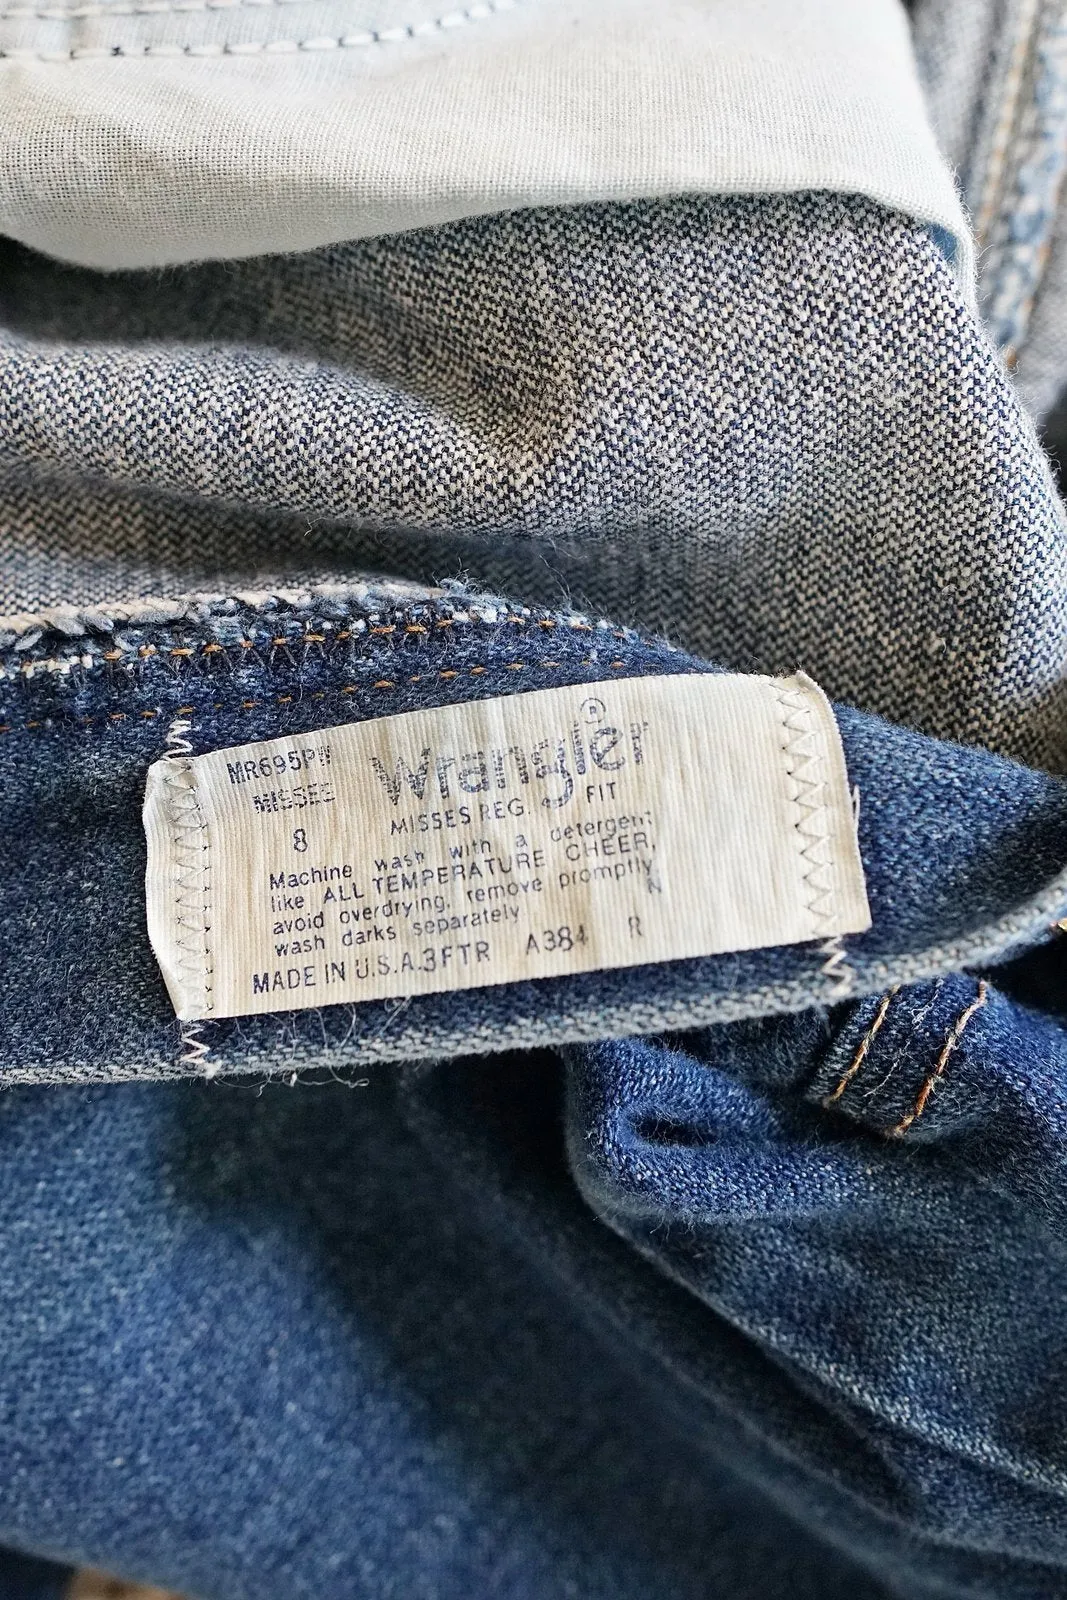 MR695PW Wrangler ®
MISSES MISSES REG. FIT
8
Machine wash with a detergent
like ALL TEMPERATURE CHEER,
avoid overdrying, remove promptly
wash darks separately N
MADE IN U.S.A. 3FTR A384 R